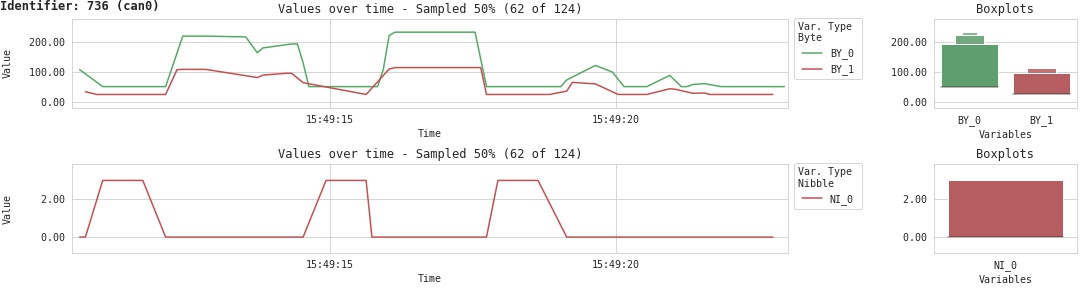 Identifier: 736 (can0)
Values over time - Sampled 50% (62 of 124)
Value
200.00
100.00
0.00
15:49:15
15:49:20
Time
Var. Type
Byte
BY_0
BY_1
Boxplots
200.00
100.00
0.00
BY_0
BY_1
Variables
Values over time - Sampled 50% (62 of 124)
Value
2.00
0.00
15:49:15
15:49:20
Time
Var. Type
Nibble
NI_0
Boxplots
2.00
0.00
NI_0
Variables